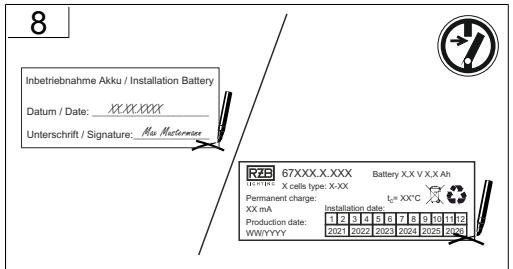 8
Inbetriebnahme Akku / Installation Battery
Datum / Date: XX.XX.XXXX
Unterschrift / Signature: Max Mustermann
RZB 67XXX.X.XXX Battery X,X V X,X Ah
LIGHTING X cells type: X-XX
Permanent charge: tc= XX°C
XX mA Installation date:
Production date: 1 2 3 4 5 6 7 8 9 10 11 12
WW/YYYY 2021 2022 2023 2024 2025 2026